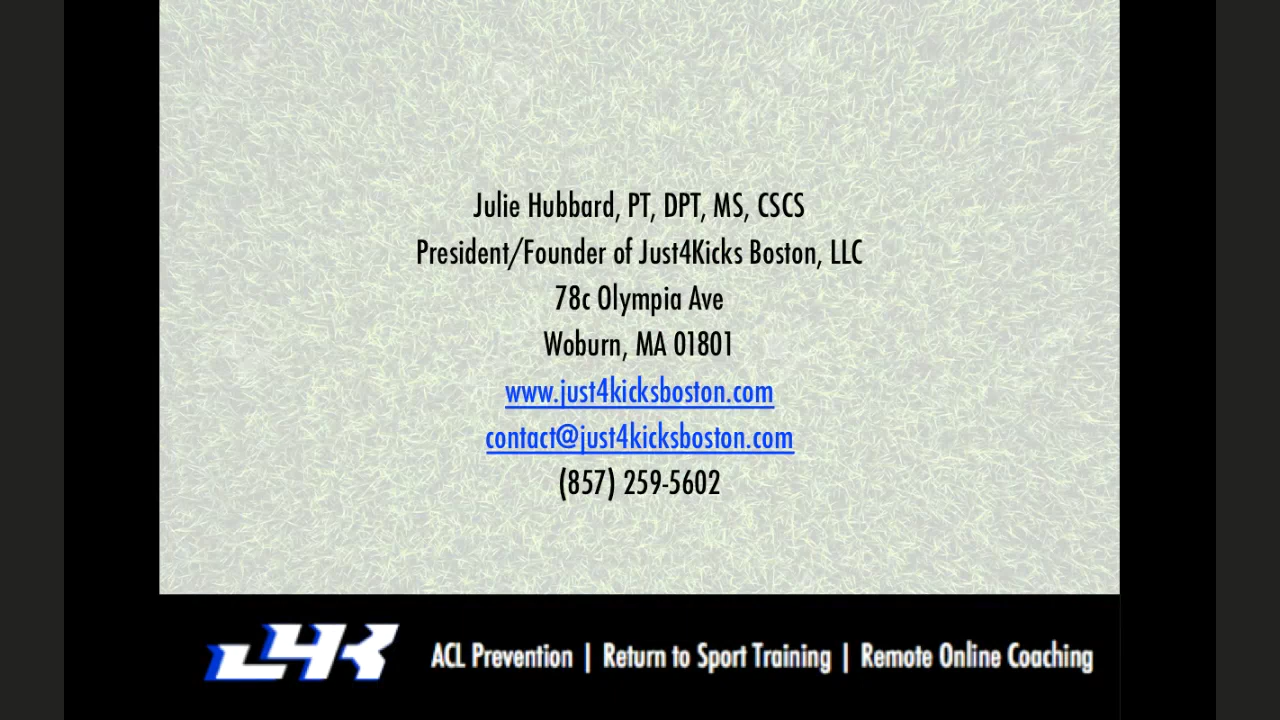 Julie Hubbard, PT, DPT, MS, CSCS
President/Founder of Just4Kicks Boston, LLC
78c Olympia Ave
Woburn, MA 01801
www.just4kicksboston.com
contact@just4kicksboston.com
(857) 259-5602
J4K ACL Prevention | Return to Sport Training | Remote Online Coaching